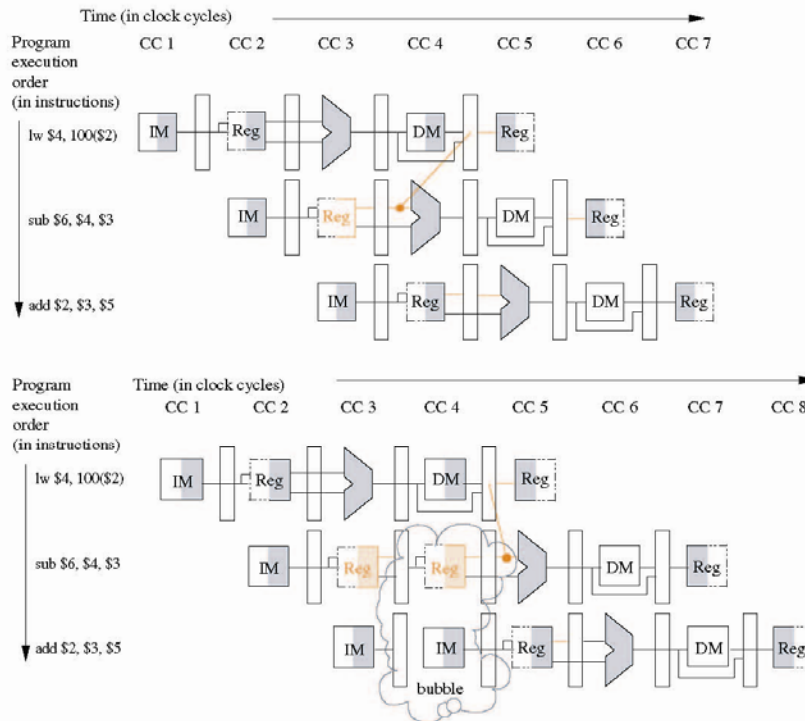 Time (in clock cycles)
Program
execution
order
(in instructions)
CC 1 CC 2 CC 3 CC 4 CC 5 CC 6 CC 7
lw $4, 100($2)
IM Reg DM Reg
sub $6, $4, $3
IM Reg DM Reg
add $2, $3, $5
IM Reg DM Reg
Program
execution
order
(in instructions)
Time (in clock cycles)
CC 1 CC 2 CC 3 CC 4 CC 5 CC 6 CC 7 CC 8
lw $4, 100($2)
IM Reg DM Reg
sub $6, $4, $3
IM Reg Reg DM Reg
add $2, $3, $5
IM IM Reg DM Reg
bubble